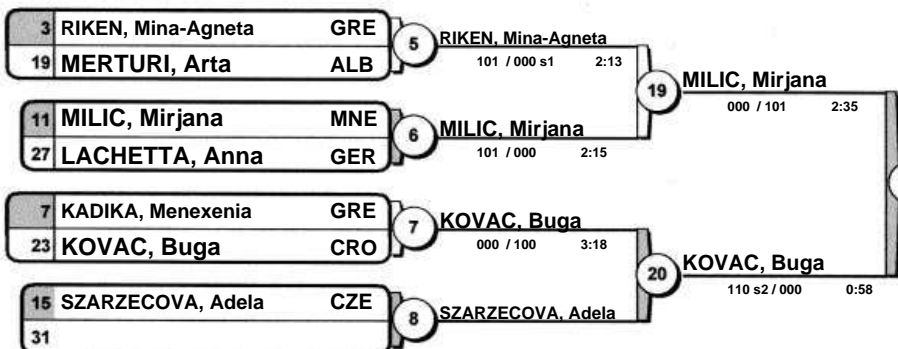 3 RIKEN, Mina-Agneta GRE
19 MERTURI, Arta ALB
5
RIKEN, Mina-Agneta
101 / 000 s1 2:13
11 MILIC, Mirjana MNE
27 LACHETTA, Anna GER
6
MILIC, Mirjana
101 / 000 2:15
19
MILIC, Mirjana
000 / 101 2:35
7 KADIKA, Menexenia GRE
23 KOVAC, Buga CRO
7
KOVAC, Buga
000 / 100 3:18
15 SZARZECOVA, Adela CZE
31
8
SZARZECOVA, Adela
20
KOVAC, Buga
110 s2 / 000 0:58